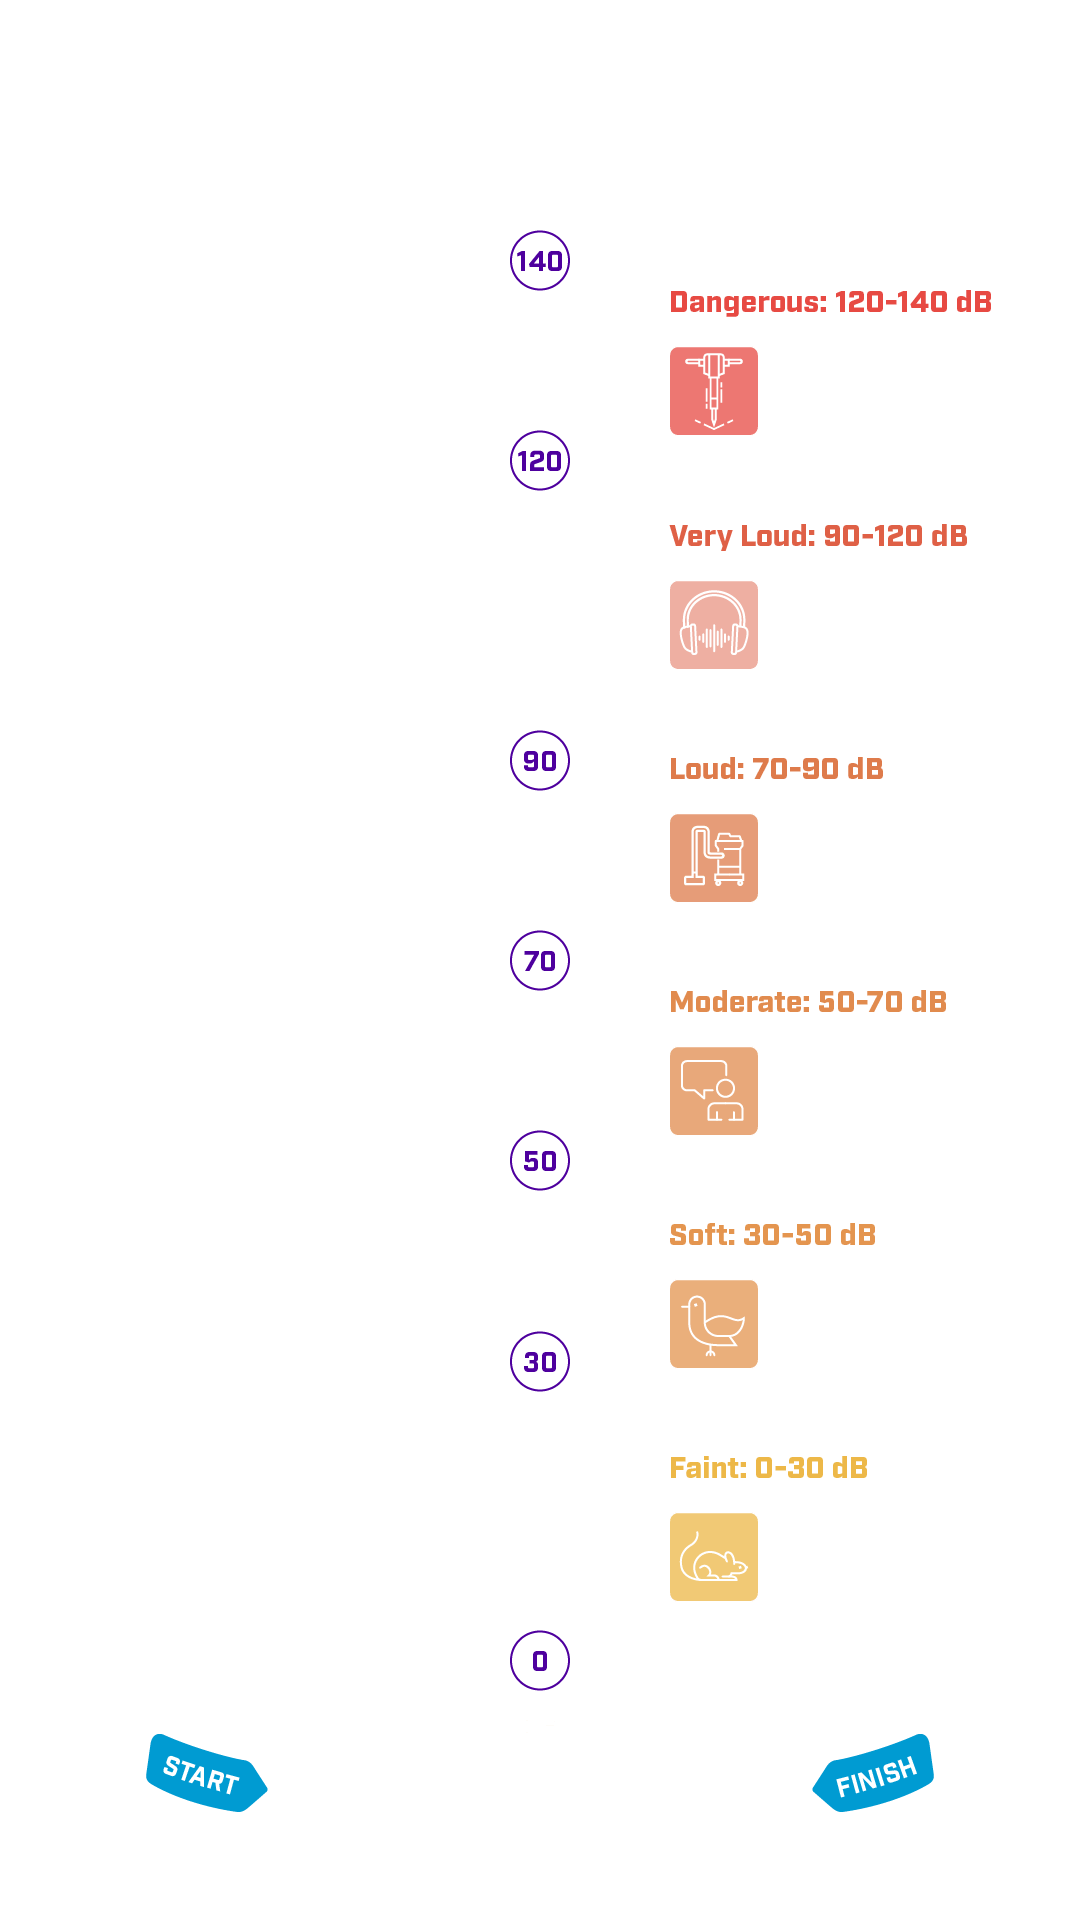 140
Dangerous: 120-140 dB
120
Very Loud: 90-120 dB
90
Loud: 70-90 dB
70
Moderate: 50-70 dB
50
Soft: 30-50 dB
30
Faint: 0-30 dB
0
START
FINISH